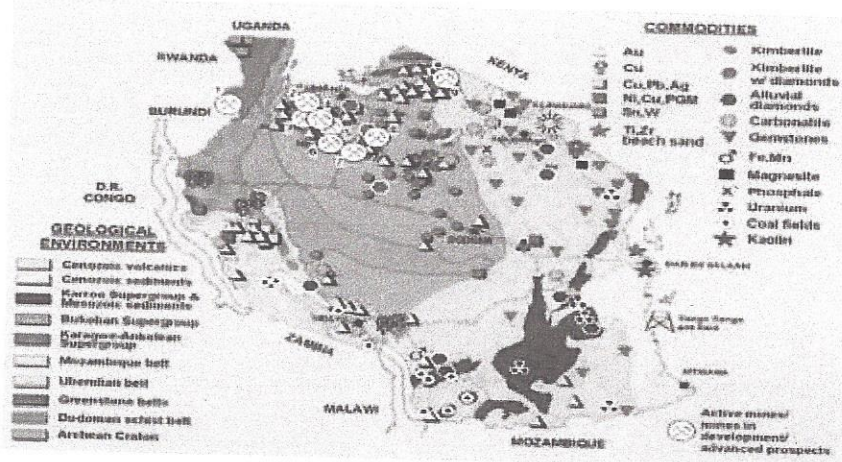 UGANDA
RWANDA
BURUNDI
D.R.
CONGO
KENYA
ZAMBIA
MALAWI
MOZAMBIQUE
DODOMA
DAR ES SALAAM
MTWARA
COMMODITIES
Au
Cu
Cu,Pb,Ag
Ni,Cu,PGM
Sn,W
Ti,Zr
beach sand
Kimberlite
Kimberlite
w/ diamonds
Alluvial
diamonds
Carbonatite
Gemstones
Fe,Mn
Magnesite
Phosphate
Uranium
Coal fields
Kaolin
GEOLOGICAL
ENVIRONMENTS
Cenozoic volcanics
Cenozoic sediments
Karroo Supergroup &
Mesozoic sediments
Bukoban Supergroup
Karagwe-Ankolean
Supergroup
Mozambique belt
Ubendian belt
Greenstone belts
Dodoman schist belt
Archean Craton
Active mines/
mines in
development/
advanced prospects